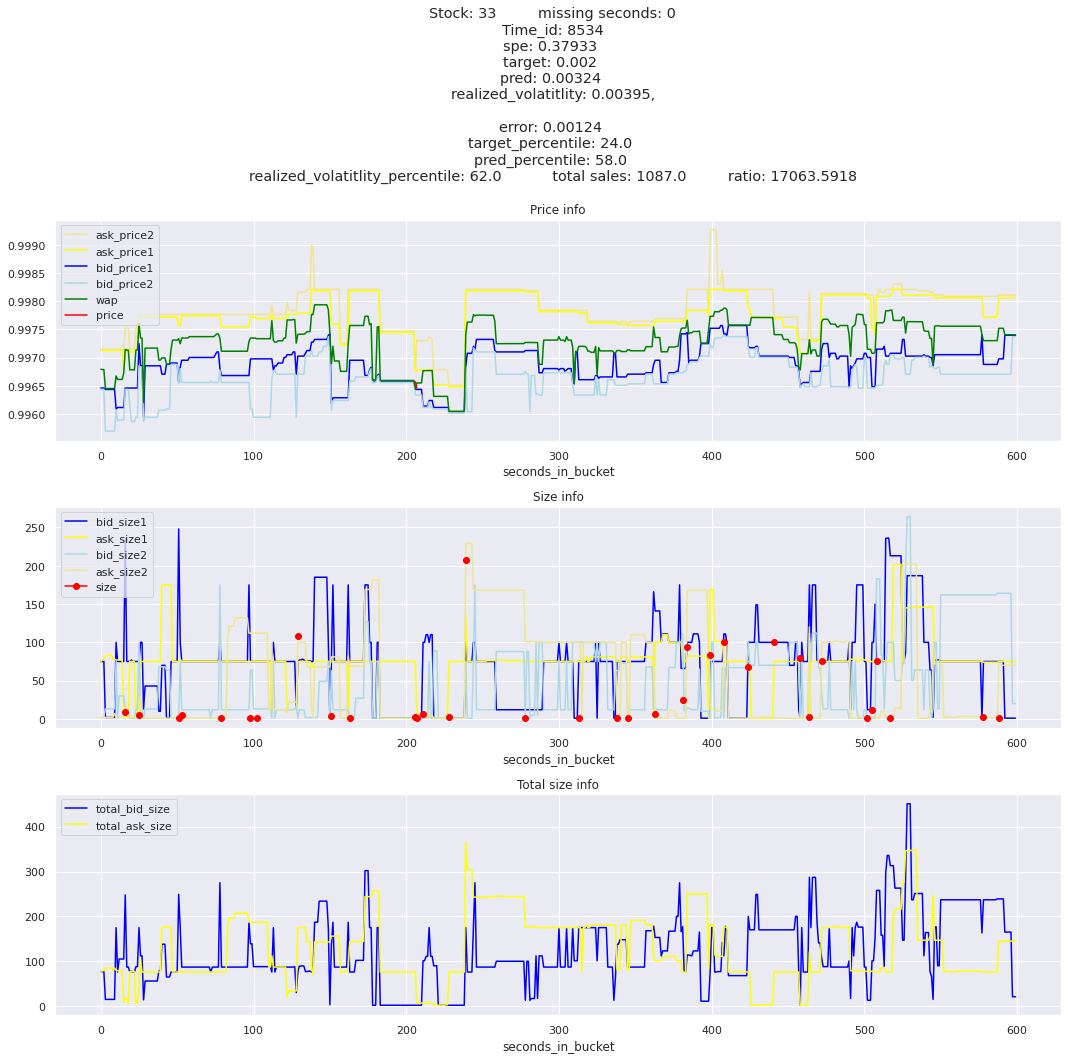 Stock: 33 missing seconds: 0
Time_id: 8534
spe: 0.37933
target: 0.002
pred: 0.00324
realized_volatitlity: 0.00395,
error: 0.00124
target_percentile: 24.0
pred_percentile: 58.0
realized_volatitlity_percentile: 62.0 total sales: 1087.0 ratio: 17063.5918
Price info
ask_price2
ask_price1
bid_price1
bid_price2
wap
price
0.9990
0.9985
0.9980
0.9975
0.9970
0.9965
0.9960
0 100 200 300 400 500 600
seconds_in_bucket
Size info
bid_size1
ask_size1
bid_size2
ask_size2
size
250
200
150
100
50
0
0 100 200 300 400 500 600
seconds_in_bucket
Total size info
total_bid_size
total_ask_size
400
300
200
100
0
0 100 200 300 400 500 600
seconds_in_bucket